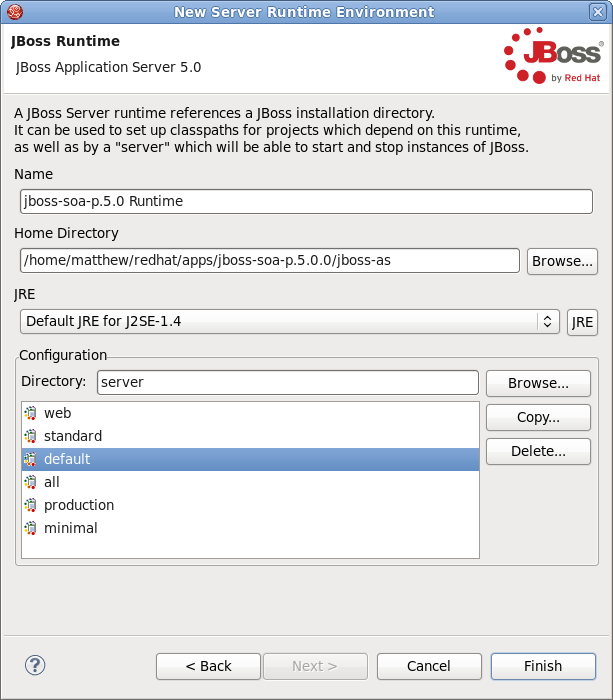 New Server Runtime Environment
JBoss Runtime
JBoss Application Server 5.0
JBoss®
by Red Hat
A JBoss Server runtime references a JBoss installation directory.
It can be used to set up classpaths for projects which depend on this runtime,
as well as by a "server" which will be able to start and stop instances of JBoss.
Name
jboss-soa-p.5.0 Runtime
Home Directory
/home/matthew/redhat/apps/jboss-soa-p.5.0.0/jboss-as
Browse...
JRE
Default JRE for J2SE-1.4
JRE
Configuration
Directory:
server
Browse...
web
Copy...
standard
default
Delete...
all
production
minimal
?
< Back
Next >
Cancel
Finish